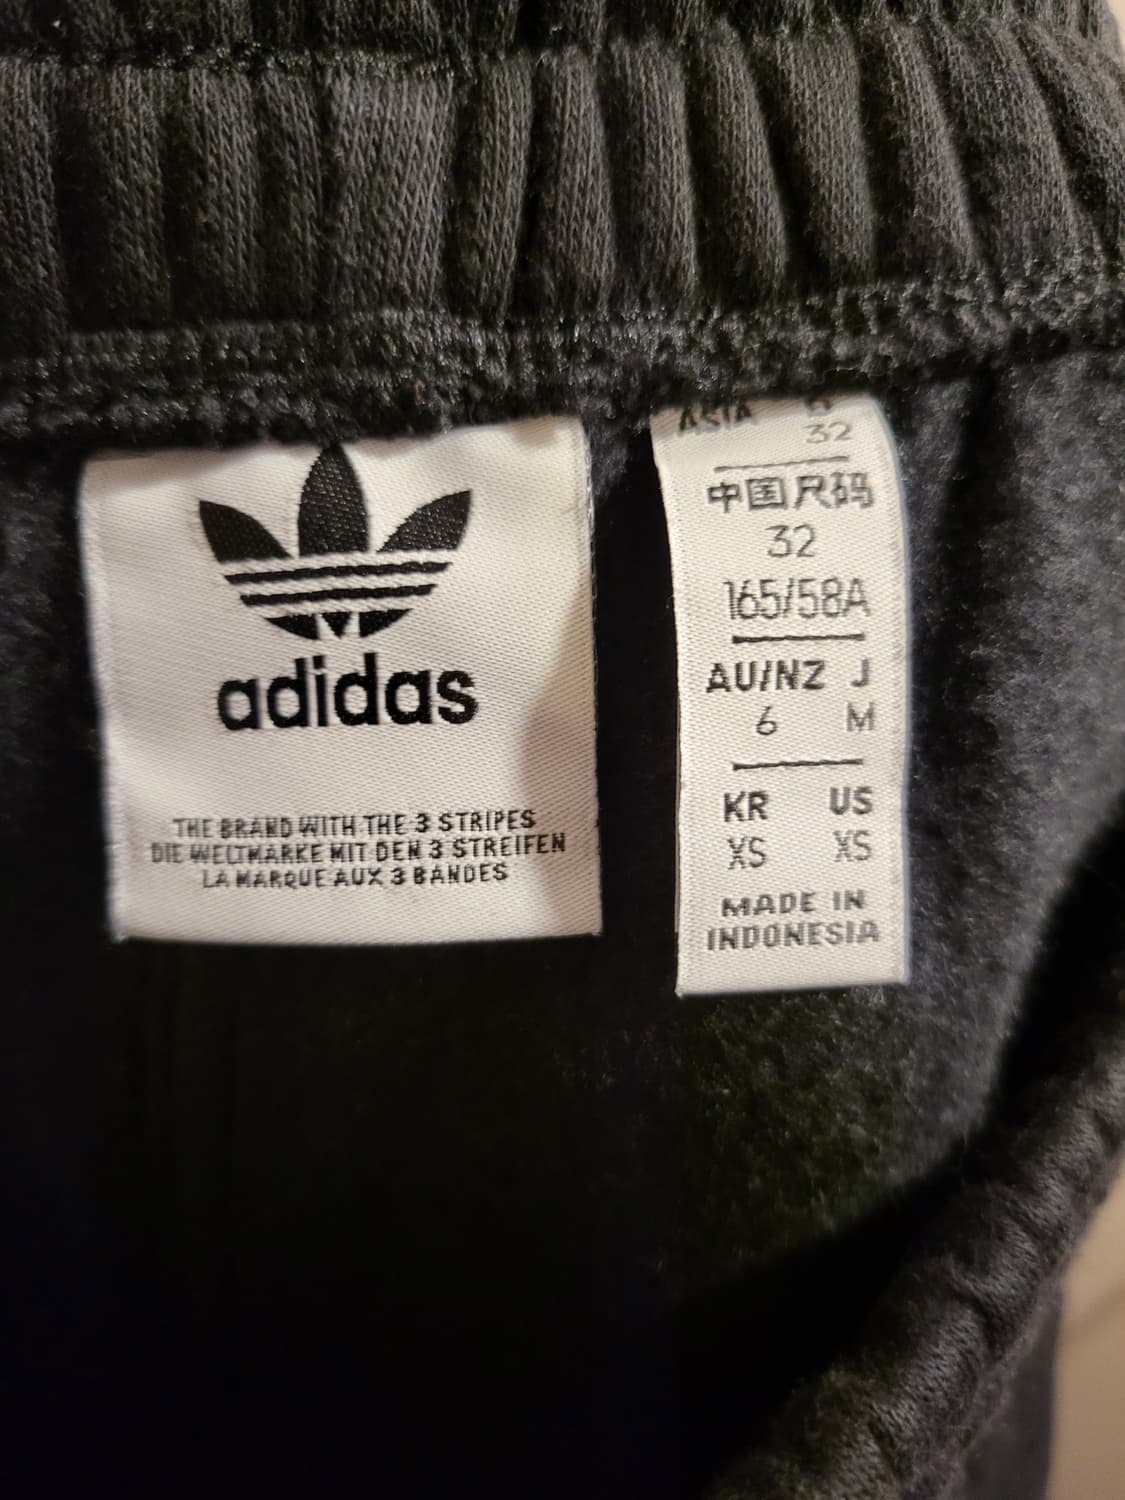 adidas
THE BRAND WITH THE 3 STRIPES
DIE WELTMARKE MIT DEN 3 STREIFEN
LA MARQUE AUX 3 BANDES
ASIA
32
中国尺码
32
165/58A
AU/NZ J
6 M
KR US
XS XS
MADE IN
INDONESIA